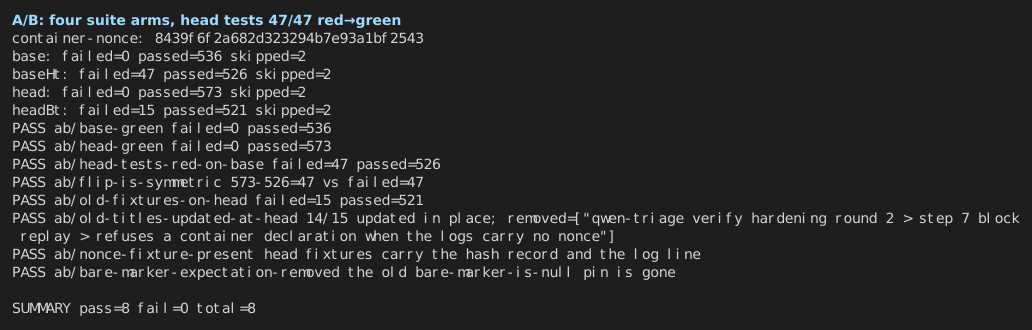 A/B: four suite arms, head tests 47/47 red→green
container-nonce: 8439f6f2a682d323294b7e93a1bf2543
base: failed=0 passed=536 skipped=2
baseHt: failed=47 passed=526 skipped=2
head: failed=0 passed=573 skipped=2
headBt: failed=15 passed=521 skipped=2
PASS ab/base-green failed=0 passed=536
PASS ab/head-green failed=0 passed=573
PASS ab/head-tests-red-on-base failed=47 passed=526
PASS ab/flip-is-symmetric 573-526=47 vs failed=47
PASS ab/old-fixtures-on-head failed=15 passed=521
PASS ab/old-titles-updated-at-head 14/15 updated in place; removed=["qwen-triage verify hardening round 2 > step 7 block
replay > refuses a container declaration when the logs carry no nonce"]
PASS ab/nonce-fixture-present head fixtures carry the hash record and the log line
PASS ab/bare-marker-expectation-removed the old bare-marker-is-null pin is gone
SUMMARY pass=8 fail=0 total=8